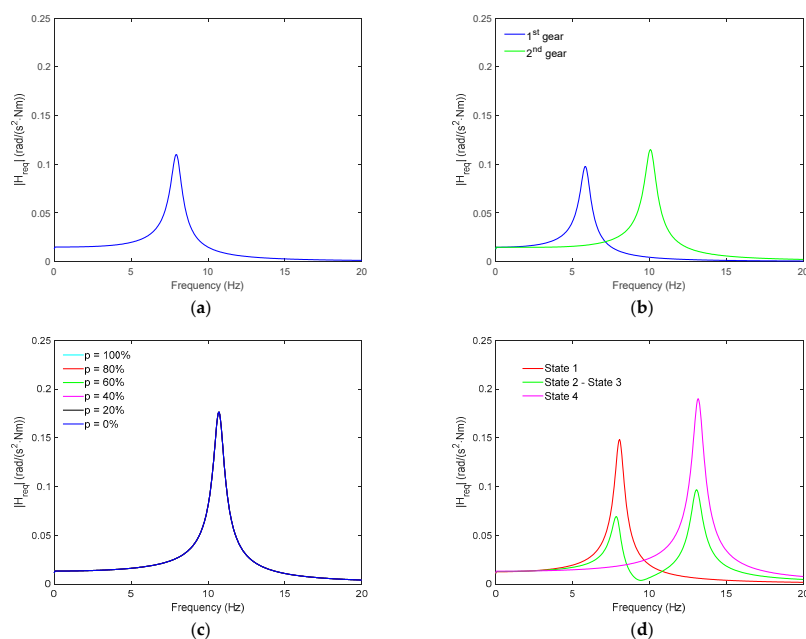 0.25
0.2
0.15
0.1
0.05
0
|H_req| (rad/(s²·Nm))
0 5 10 15 20
Frequency (Hz)
(a)
1st gear
2nd gear
0.25
0.2
0.15
0.1
0.05
0
|H_req| (rad/(s²·Nm))
0 5 10 15 20
Frequency (Hz)
(b)
p = 100%
p = 80%
p = 60%
p = 40%
p = 20%
p = 0%
0.25
0.2
0.15
0.1
0.05
0
|H_req| (rad/(s²·Nm))
0 5 10 15 20
Frequency (Hz)
(c)
State 1
State 2 - State 3
State 4
0.25
0.2
0.15
0.1
0.05
0
|H_req| (rad/(s²·Nm))
0 5 10 15 20
Frequency (Hz)
(d)